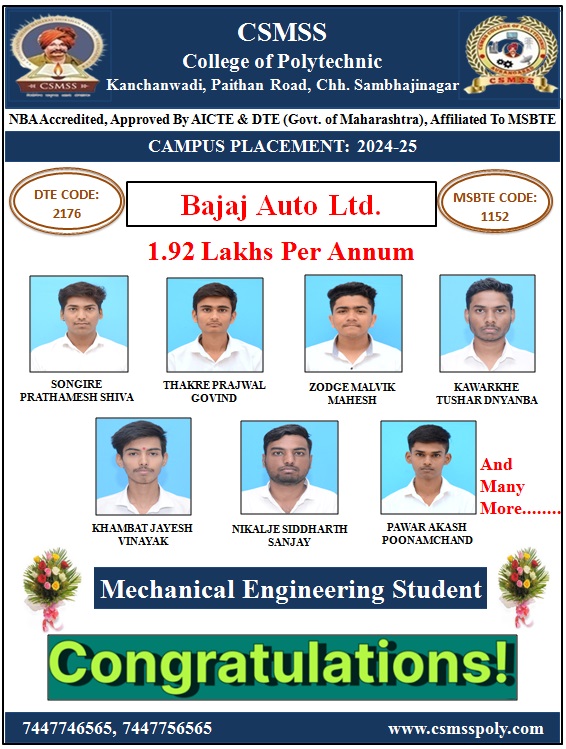 CSMSS
College of Polytechnic
Kanchanwadi, Paithan Road, Chh. Sambhajinagar
CSMSS
CSMSS
NBA Accredited, Approved By AICTE & DTE (Govt. of Maharashtra), Affiliated To MSBTE
CAMPUS PLACEMENT: 2024-25
DTE CODE:
2176
Bajaj Auto Ltd.
MSBTE CODE:
1152
1.92 Lakhs Per Annum
SONGIRE
PRATHAMESH SHIVA
THAKRE PRAJWAL
GOVIND
ZODGE MALVIK
MAHESH
KAWARKHE
TUSHAR DNYANBA
KHAMBAT JAYESH
VINAYAK
NIKALJE SIDDHARTH
SANJAY
PAWAR AKASH
POONAMCHAND
And
Many
More........
Mechanical Engineering Student
Congratulations!
7447746565, 7447756565
www.csmsspoly.com